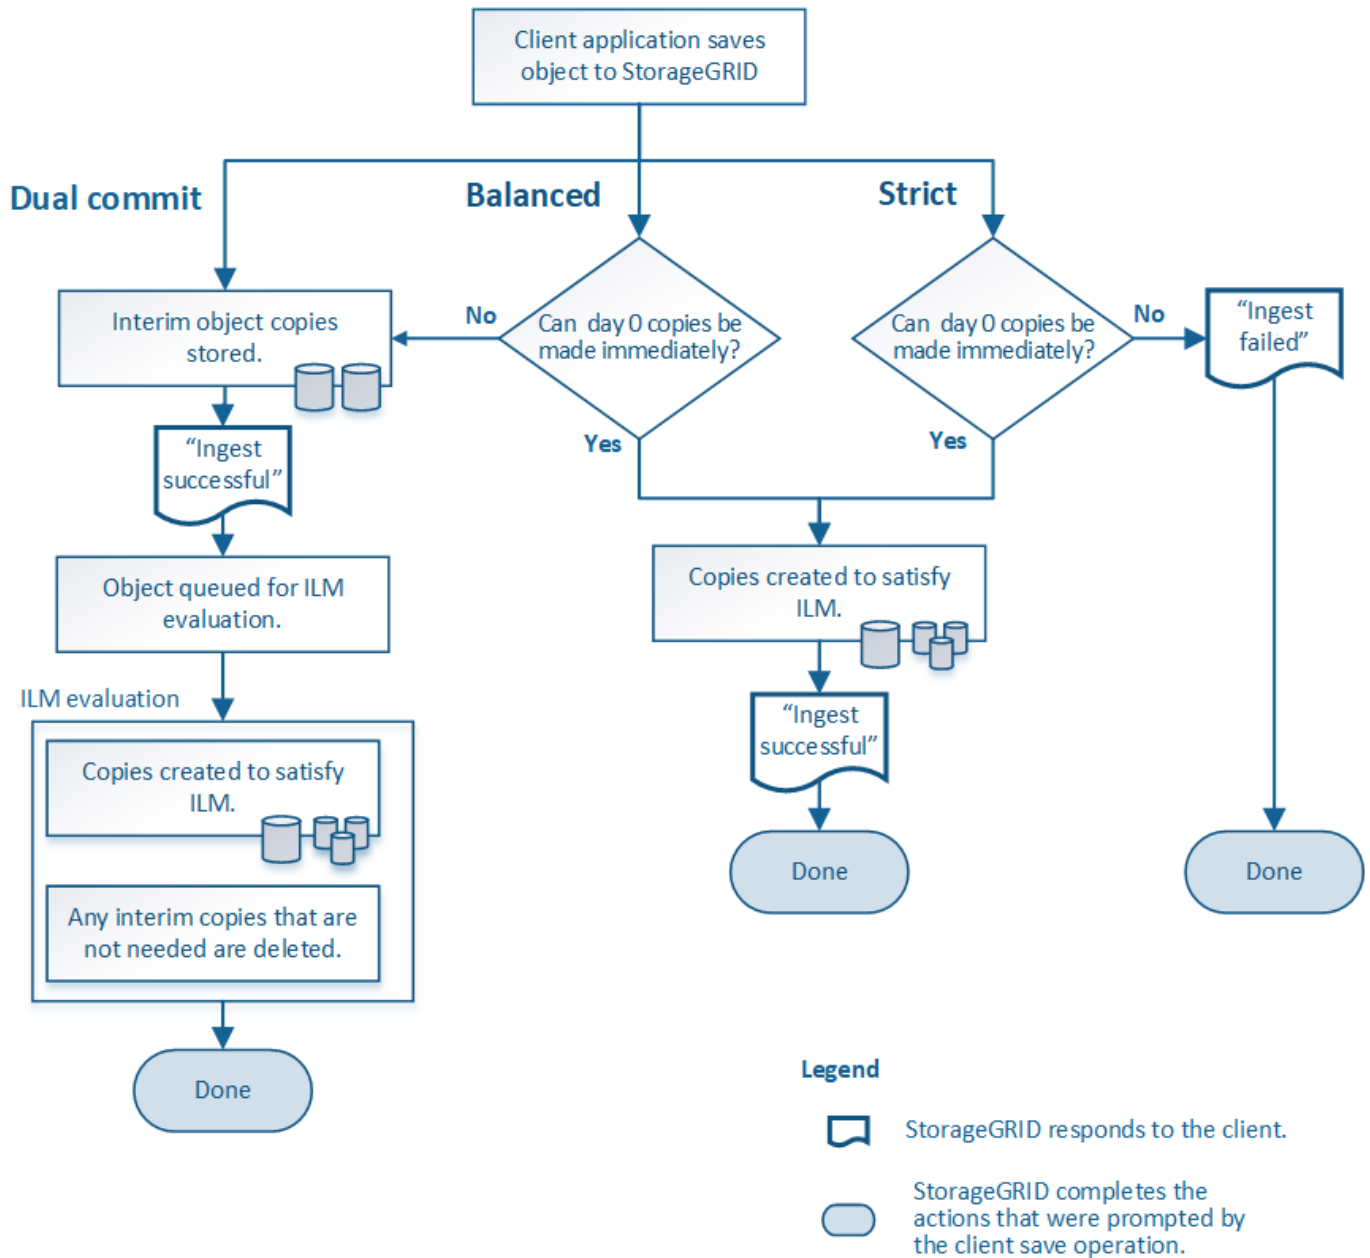 Client application saves
object to StorageGRID
Dual commit
Balanced
Strict
Interim object copies
stored.
No
Can day 0 copies be
made immediately?
Yes
Can day 0 copies be
made immediately?
Yes
No
“Ingest
failed”
“Ingest
successful”
Object queued for ILM
evaluation.
Copies created to satisfy
ILM.
ILM evaluation
“Ingest
successful”
Copies created to satisfy
ILM.
Any interim copies that are
not needed are deleted.
Done
Done
Done
Legend
StorageGRID responds to the client.
StorageGRID completes the
actions that were prompted by
the client save operation.